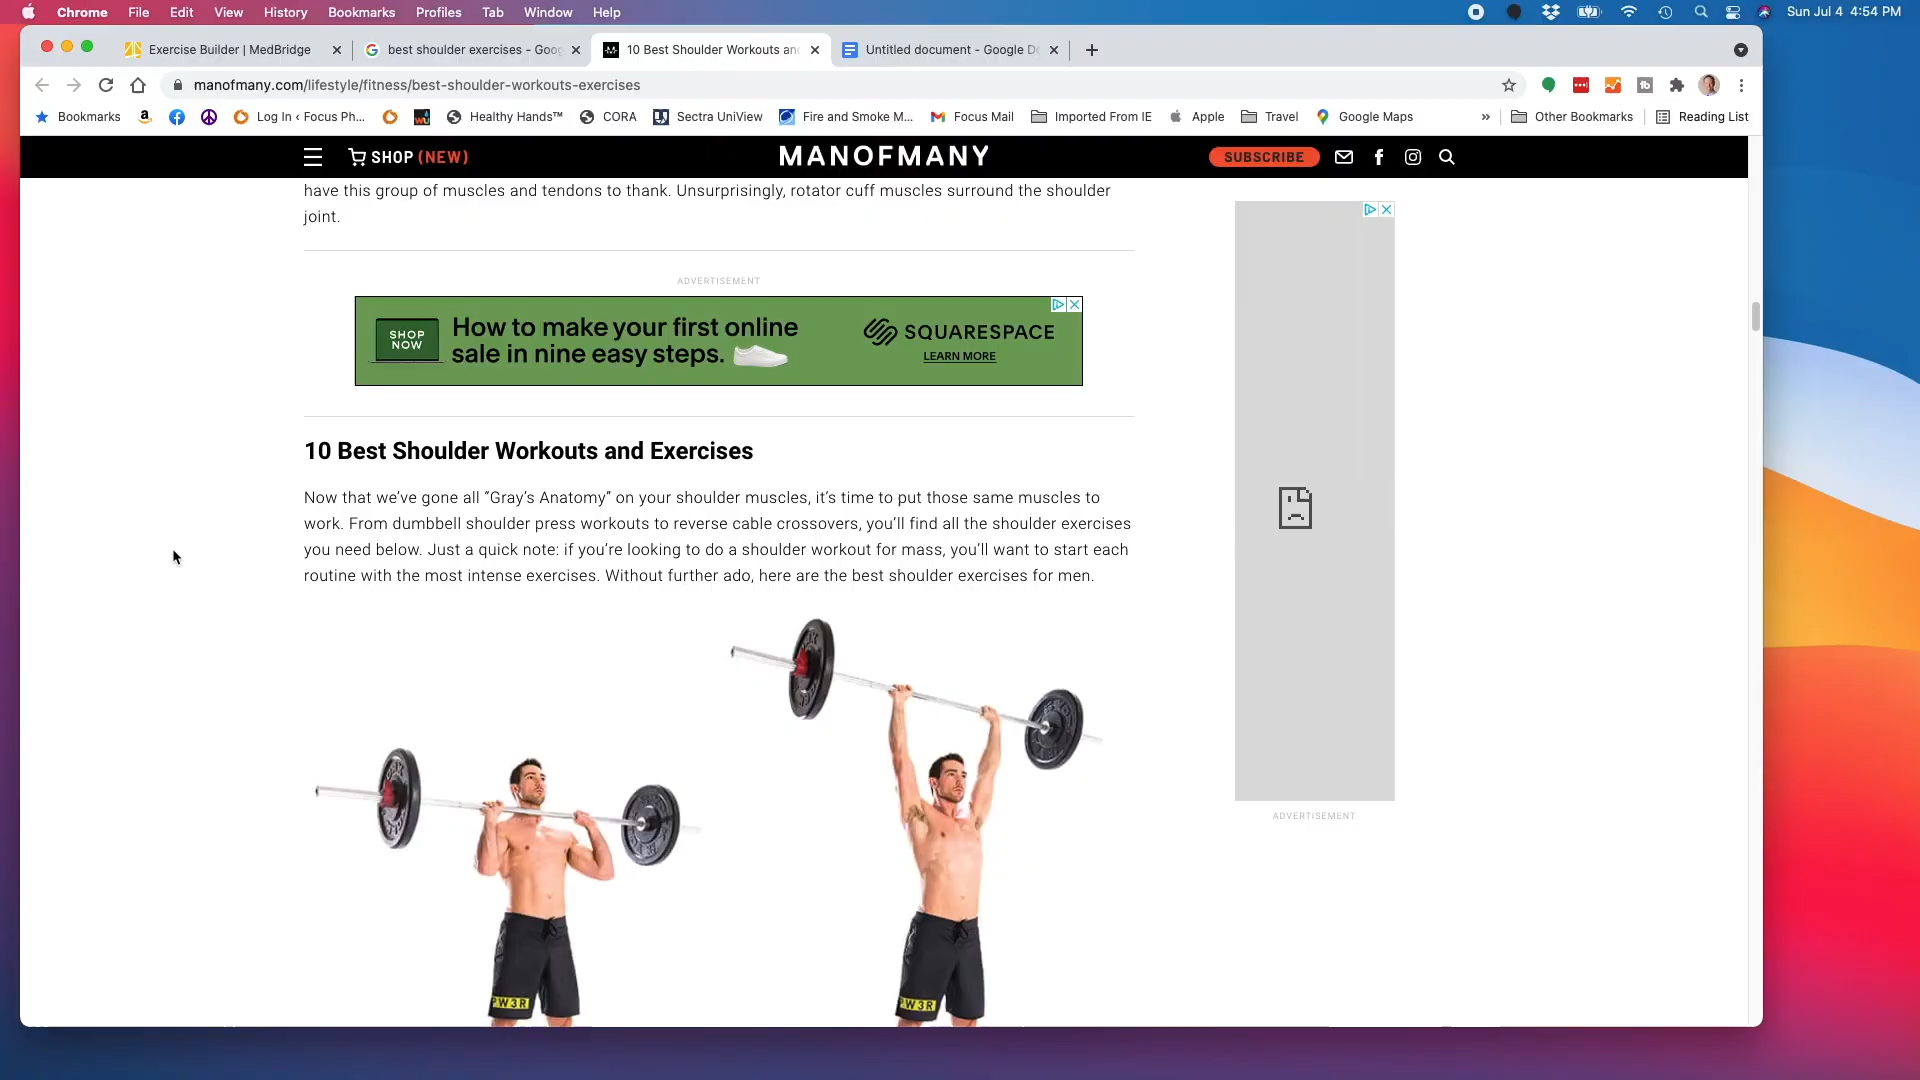 Chrome File Edit View History Bookmarks Profiles Tab Window Help Sun Jul 4 4:54 PM
Exercise Builder | MedBridge
best shoulder exercises - Goog
10 Best Shoulder Workouts an
Untitled document - Google Do
manofmany.com/lifestyle/fitness/best-shoulder-workouts-exercises
Bookmarks Log In ‹ Focus Ph... Healthy Hands™ CORA Sectra UniView Fire and Smoke M... Focus Mail Imported From IE Apple Travel Google Maps » Other Bookmarks Reading List
SHOP (NEW) MANOFMANY SUBSCRIBE
have this group of muscles and tendons to thank. Unsurprisingly, rotator cuff muscles surround the shoulder
joint.
ADVERTISEMENT
SHOP
NOW
How to make your first online
sale in nine easy steps.
SQUARESPACE
LEARN MORE
10 Best Shoulder Workouts and Exercises
Now that we've gone all “Gray's Anatomy” on your shoulder muscles, it's time to put those same muscles to
work. From dumbbell shoulder press workouts to reverse cable crossovers, you'll find all the shoulder exercises
you need below. Just a quick note: if you're looking to do a shoulder workout for mass, you'll want to start each
routine with the most intense exercises. Without further ado, here are the best shoulder exercises for men.
ADVERTISEMENT
PW3R
PW3R